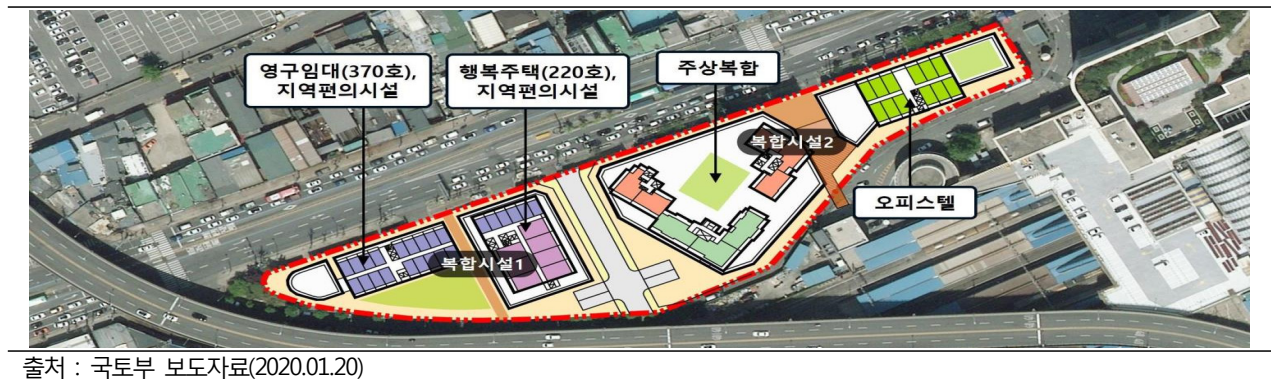 영구임대(370호),
지역편의시설
행복주택(220호),
지역편의시설
주상복합
복합시설2
오피스텔
복합시설1
출처 : 국토부 보도자료(2020.01.20)